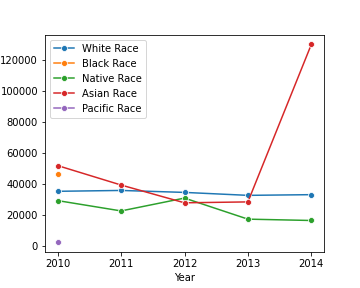 White Race
Black Race
Native Race
Asian Race
Pacific Race
120000
100000
80000
60000
40000
20000
0
2010 2011 2012 2013 2014
Year